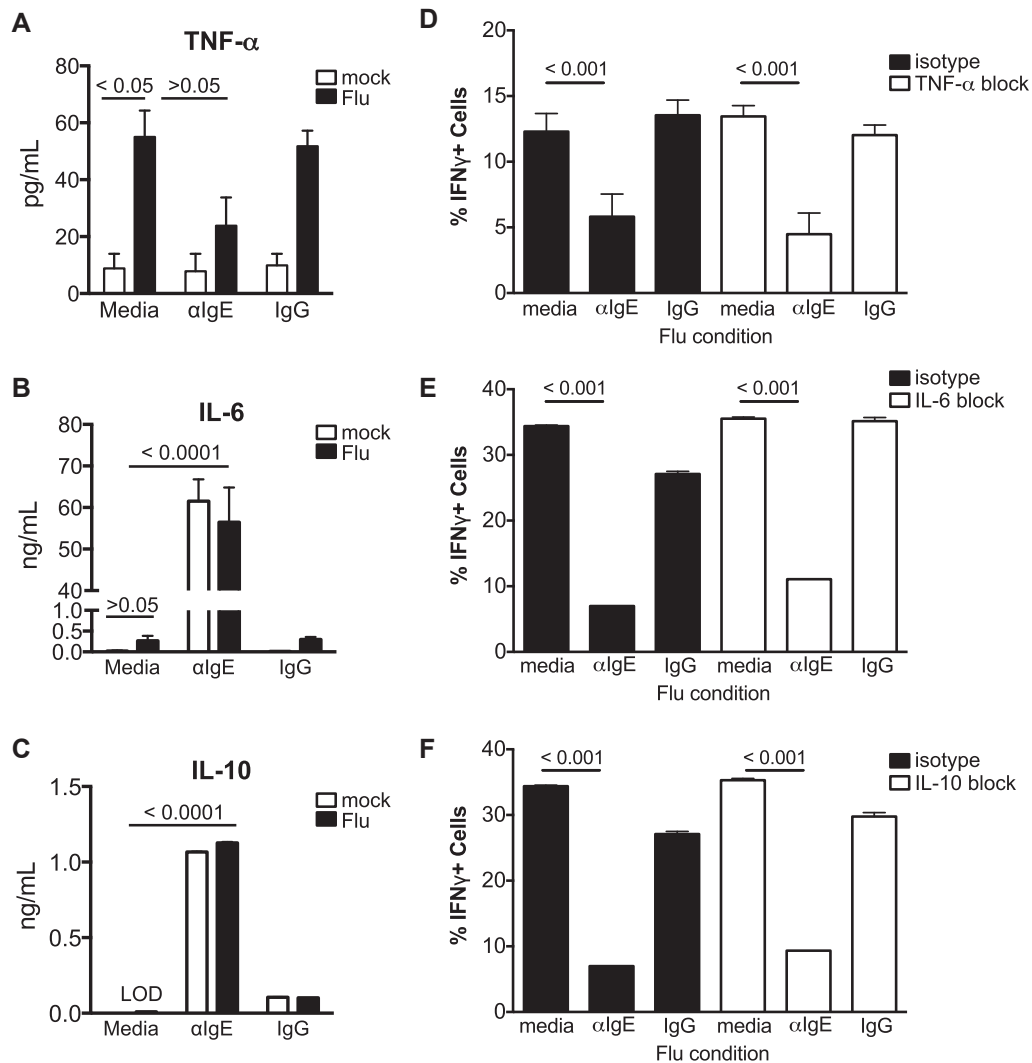 A
TNF-α
80
60
40
20
0
pg/mL
< 0.05
>0.05
mock
Flu
Media
αIgE
IgG
B
IL-6
80
70
60
50
40
1.0
0.5
0.0
ng/mL
< 0.0001
>0.05
mock
Flu
Media
αIgE
IgG
C
IL-10
1.5
1.0
0.5
0.0
ng/mL
< 0.0001
LOD
mock
Flu
Media
αIgE
IgG
D
20
15
10
5
0
% IFNγ+ Cells
< 0.001
< 0.001
isotype
TNF-α block
media
αIgE
IgG
media
αIgE
IgG
Flu condition
E
40
30
20
10
0
% IFNγ+ Cells
< 0.001
< 0.001
isotype
IL-6 block
media
αIgE
IgG
media
αIgE
IgG
Flu condition
F
40
30
20
10
0
% IFNγ+ Cells
< 0.001
< 0.001
isotype
IL-10 block
media
αIgE
IgG
media
αIgE
IgG
Flu condition